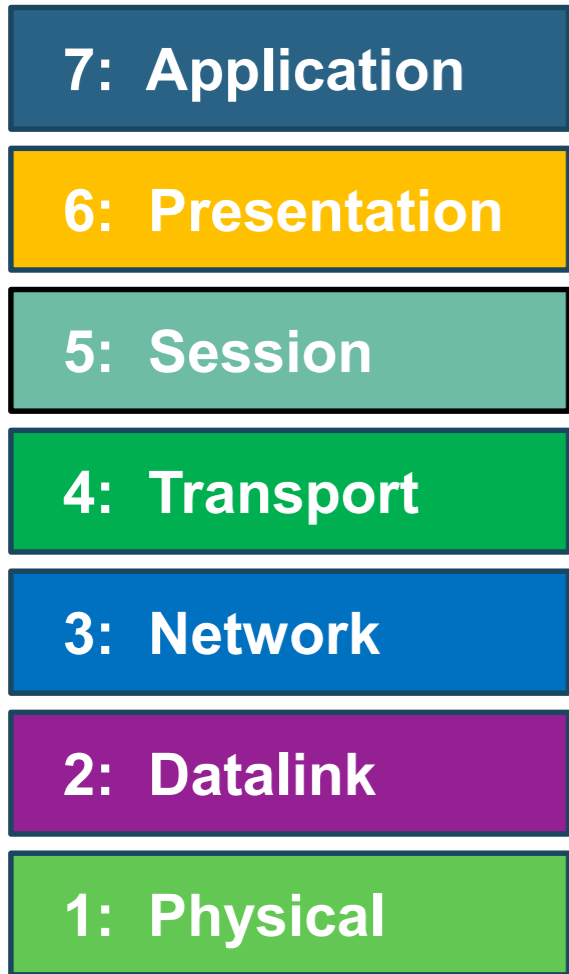 7: Application
6: Presentation
5: Session
4: Transport
3: Network
2: Datalink
1: Physical